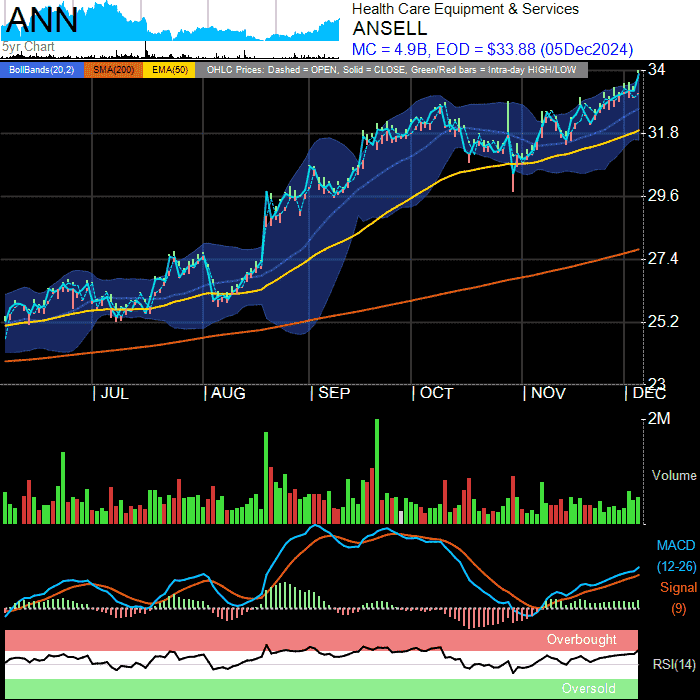 ANN
5yr Chart
Health Care Equipment & Services
ANSELL
MC = 4.9B, EOD = $33.88 (05Dec2024)
BollBands(20,2) SMA(200) EMA(50) OHLC Prices: Dashed = OPEN, Solid = CLOSE, Green/Red bars = Intra-day HIGH/LOW
34
31.8
29.6
27.4
25.2
23
JUL AUG SEP OCT NOV DEC
2M
Volume
MACD
(12-26)
Signal
(9)
Overbought
RSI(14)
Oversold